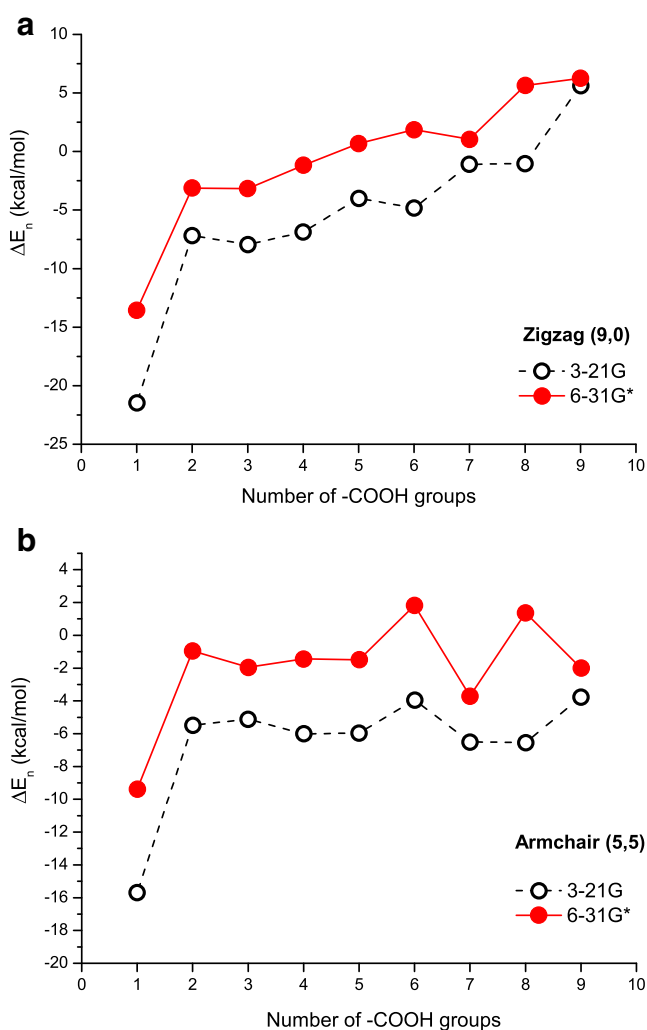 a
10
5
0
-5
-10
-15
-20
-25
ΔEn (kcal/mol)
Zigzag (9,0)
3-21G
6-31G*
0 1 2 3 4 5 6 7 8 9 10
Number of -COOH groups
b
4
2
0
-2
-4
-6
-8
-10
-12
-14
-16
-18
-20
ΔEn (kcal/mol)
Armchair (5,5)
3-21G
6-31G*
0 1 2 3 4 5 6 7 8 9 10
Number of -COOH groups